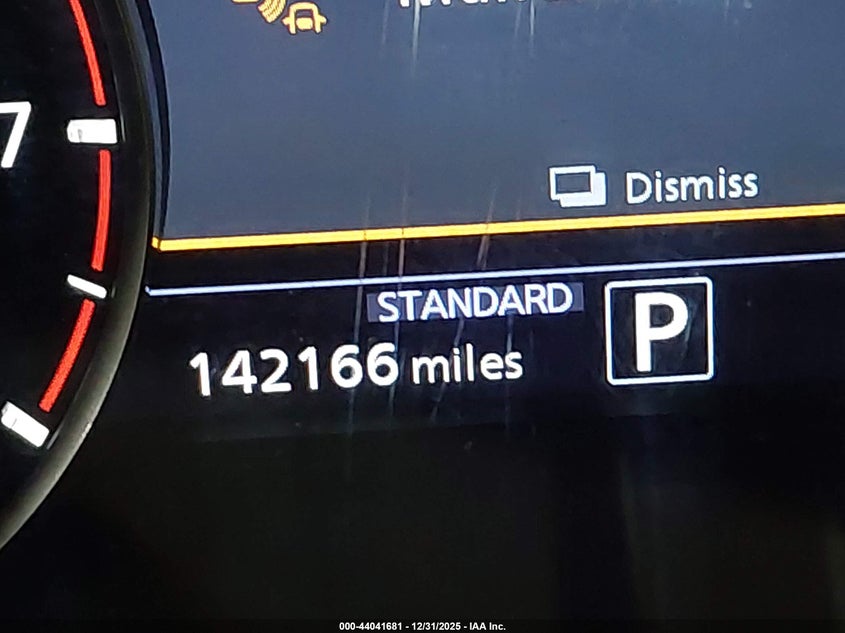 7
Dismiss
STANDARD
P
142166 miles
000-44041681 - 12/31/2025 - IAA Inc.